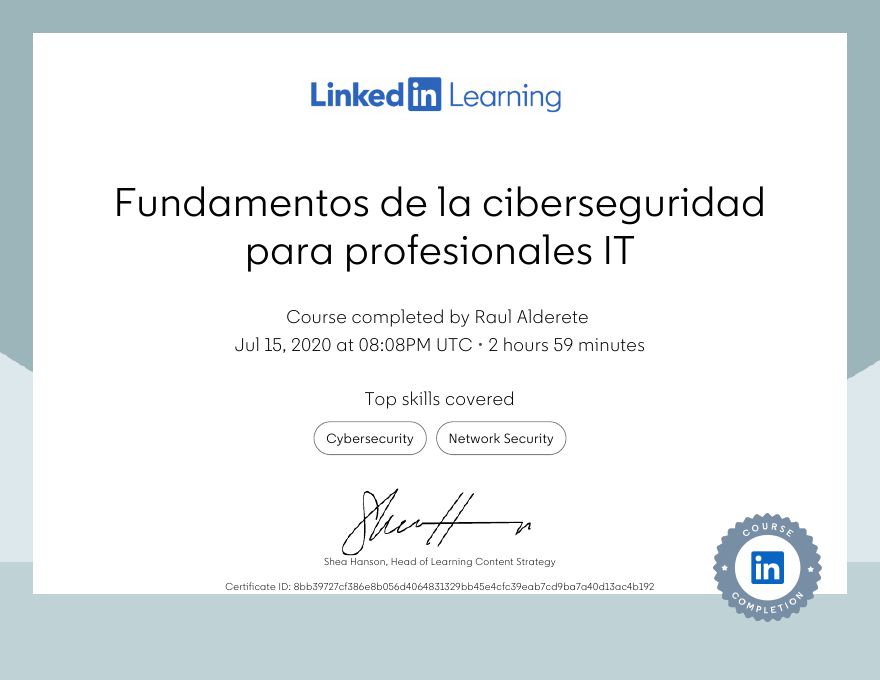 LinkedIn Learning
Fundamentos de la ciberseguridad
para profesionales IT
Course completed by Raul Alderete
Jul 15, 2020 at 08:08PM UTC • 2 hours 59 minutes
Top skills covered
Cybersecurity
Network Security
Shea Hanson, Head of Learning Content Strategy
Certificate ID: 8bb39727cf386e8b056d4064831329bb45e4cfc39eab7cd9ba7a40d13ac4b192
COURSE
in
COMPLETION